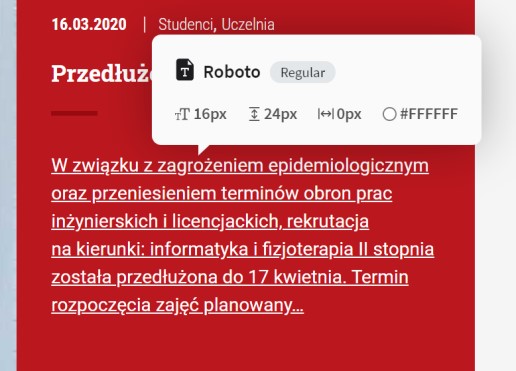 16.03.2020 | Studenci, Uczelnia
Przedłuż
Roboto Regular
16px 24px 0px #FFFFFF
W związku z zagrożeniem epidemiologicznym
oraz przeniesieniem terminów obron prac
inżynierskich i licencjackich, rekrutacja
na kierunki: informatyka i fizjoterapia II stopnia
została przedłużona do 17 kwietnia. Termin
rozpoczęcia zajęć planowany...